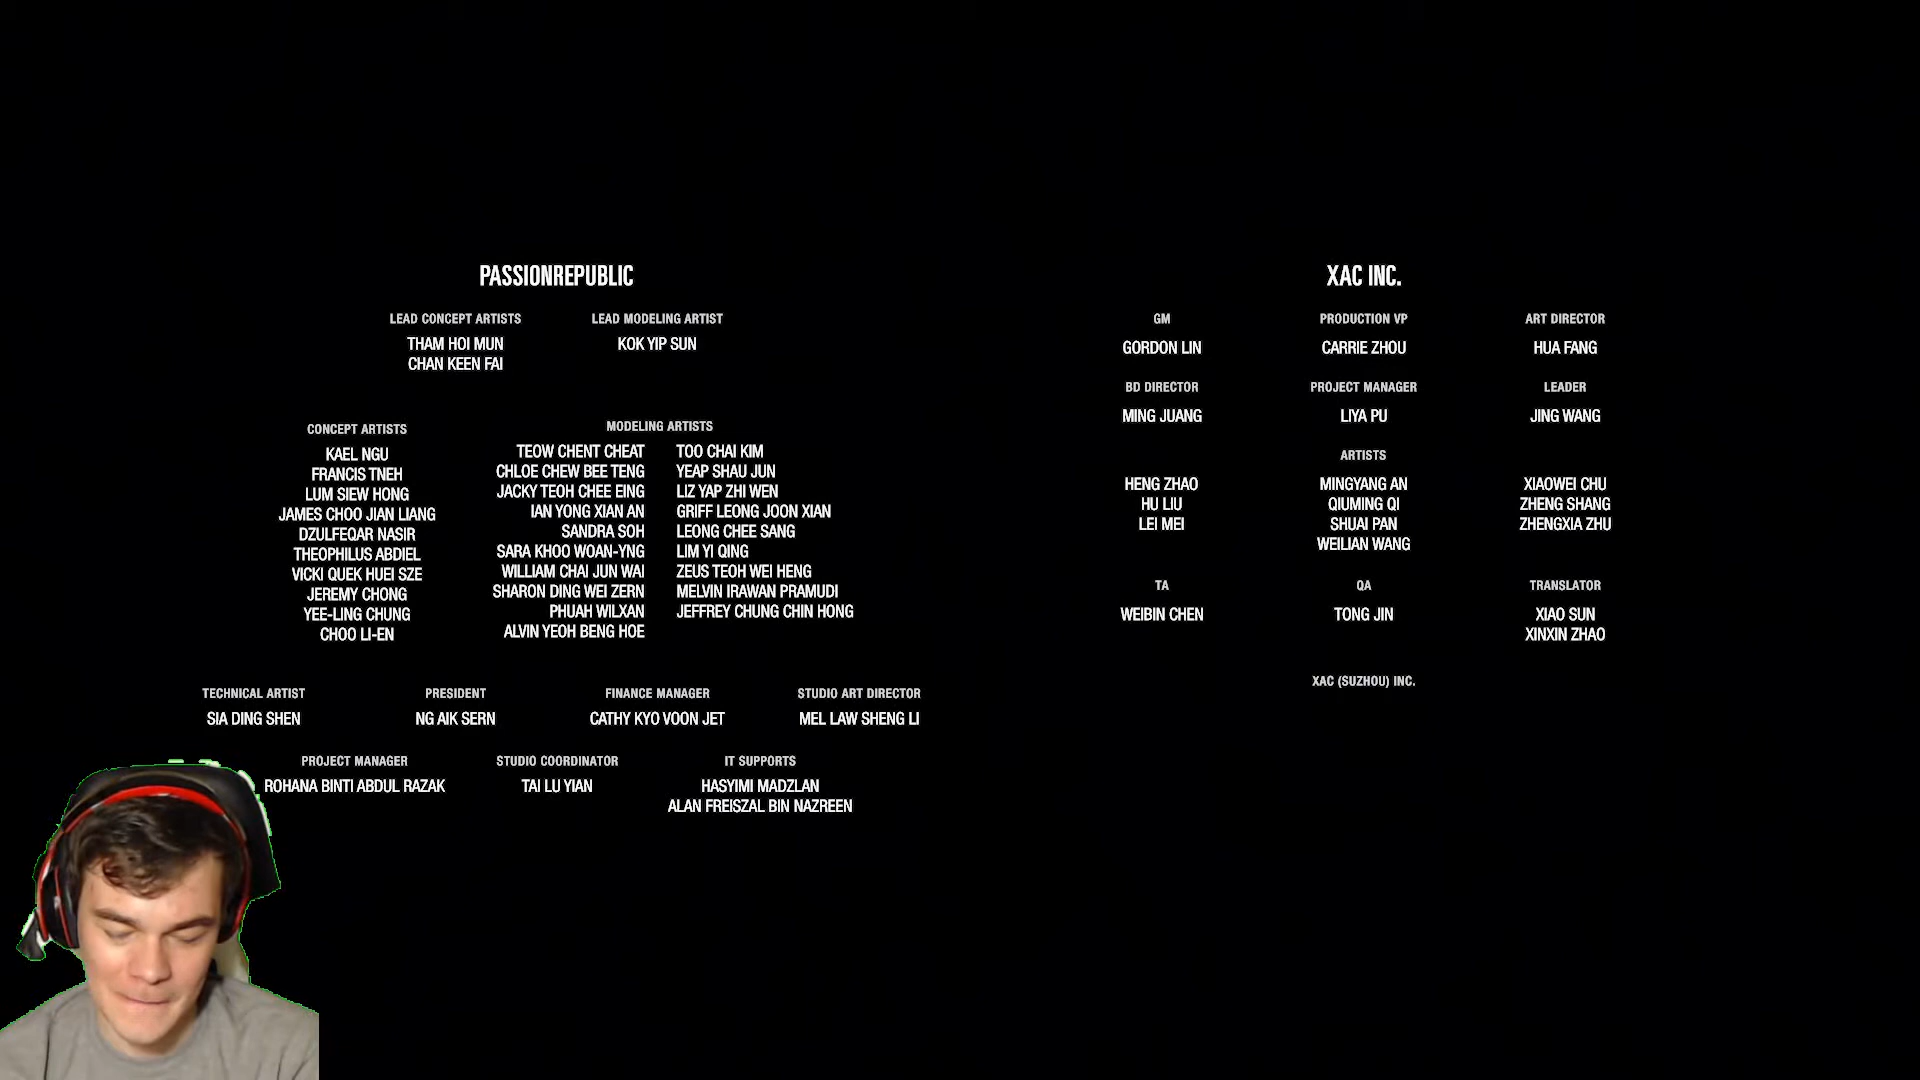 PASSIONREPUBLIC
LEAD CONCEPT ARTISTS
THAM HOI MUN
CHAN KEEN FAI
LEAD MODELING ARTIST
KOK YIP SUN
CONCEPT ARTISTS
KAEL NGU
FRANCIS TNEH
LUM SIEW HONG
JAMES CHOO JIAN LIANG
DZULFEQAR NASIR
THEOPHILUS ABDIEL
VICKI QUEK HUEI SZE
JEREMY CHONG
YEE-LING CHUNG
CHOO LI-EN
MODELING ARTISTS
TEOW CHENT CHEAT
CHLOE CHEW BEE TENG
JACKY TEOH CHEE EING
IAN YONG XIAN AN
SANDRA SOH
SARA KHOO WOAN-YNG
WILLIAM CHAI JUN WAI
SHARON DING WEI ZERN
PHUAH WILXAN
ALVIN YEOH BENG HOE
TOO CHAI KIM
YEAP SHAU JUN
LIZ YAP ZHI WEN
GRIFF LEONG JOON XIAN
LEONG CHEE SANG
LIM YI QING
ZEUS TEOH WEI HENG
MELVIN IRAWAN PRAMUDI
JEFFREY CHUNG CHIN HONG
TECHNICAL ARTIST
SIA DING SHEN
PRESIDENT
NG AIK SERN
FINANCE MANAGER
CATHY KYO VOON JET
STUDIO ART DIRECTOR
MEL LAW SHENG LI
PROJECT MANAGER
ROHANA BINTI ABDUL RAZAK
STUDIO COORDINATOR
TAI LU YIAN
IT SUPPORTS
HASYIMI MADZLAN
ALAN FREISZAL BIN NAZREEN
XAC INC.
GM
GORDON LIN
PRODUCTION VP
CARRIE ZHOU
ART DIRECTOR
HUA FANG
BD DIRECTOR
MING JUANG
PROJECT MANAGER
LIYA PU
LEADER
JING WANG
ARTISTS
HENG ZHAO
HU LIU
LEI MEI
MINGYANG AN
QIUMING QI
SHUAI PAN
WEILIAN WANG
XIAOWEI CHU
ZHENG SHANG
ZHENGXIA ZHU
TA
WEIBIN CHEN
QA
TONG JIN
TRANSLATOR
XIAO SUN
XINXIN ZHAO
XAC (SUZHOU) INC.